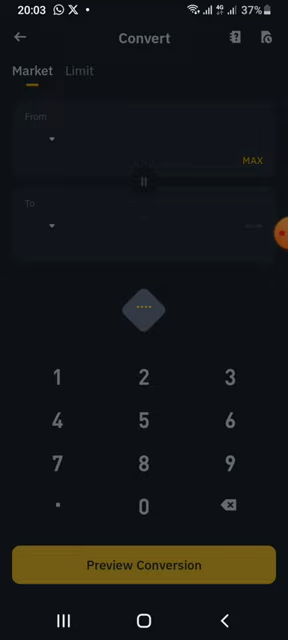 20:03 4G 37%
Convert
Market Limit
From
MAX
To
1 2 3
4 5 6
7 8 9
. 0
Preview Conversion